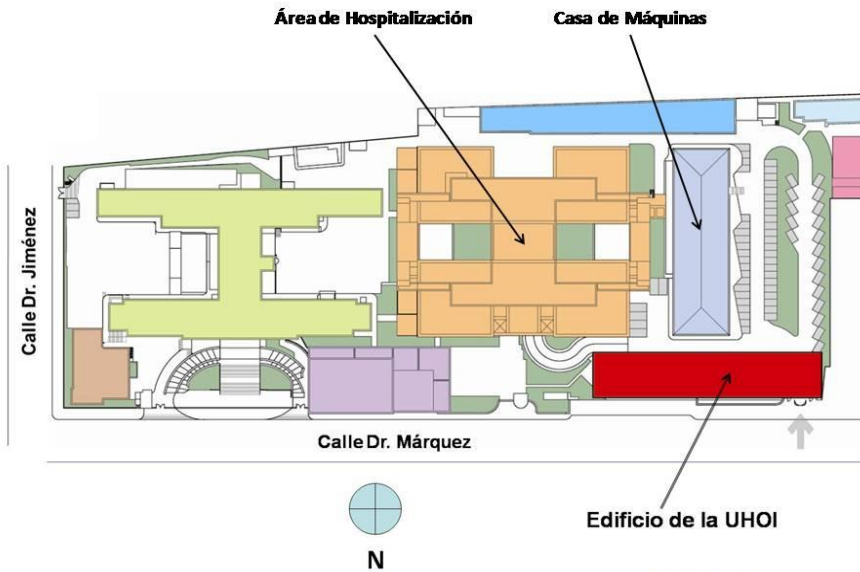 Área de Hospitalización
Casa de Máquinas
Calle Dr. Jiménez
Calle Dr. Márquez
Edificio de la UHOI
N